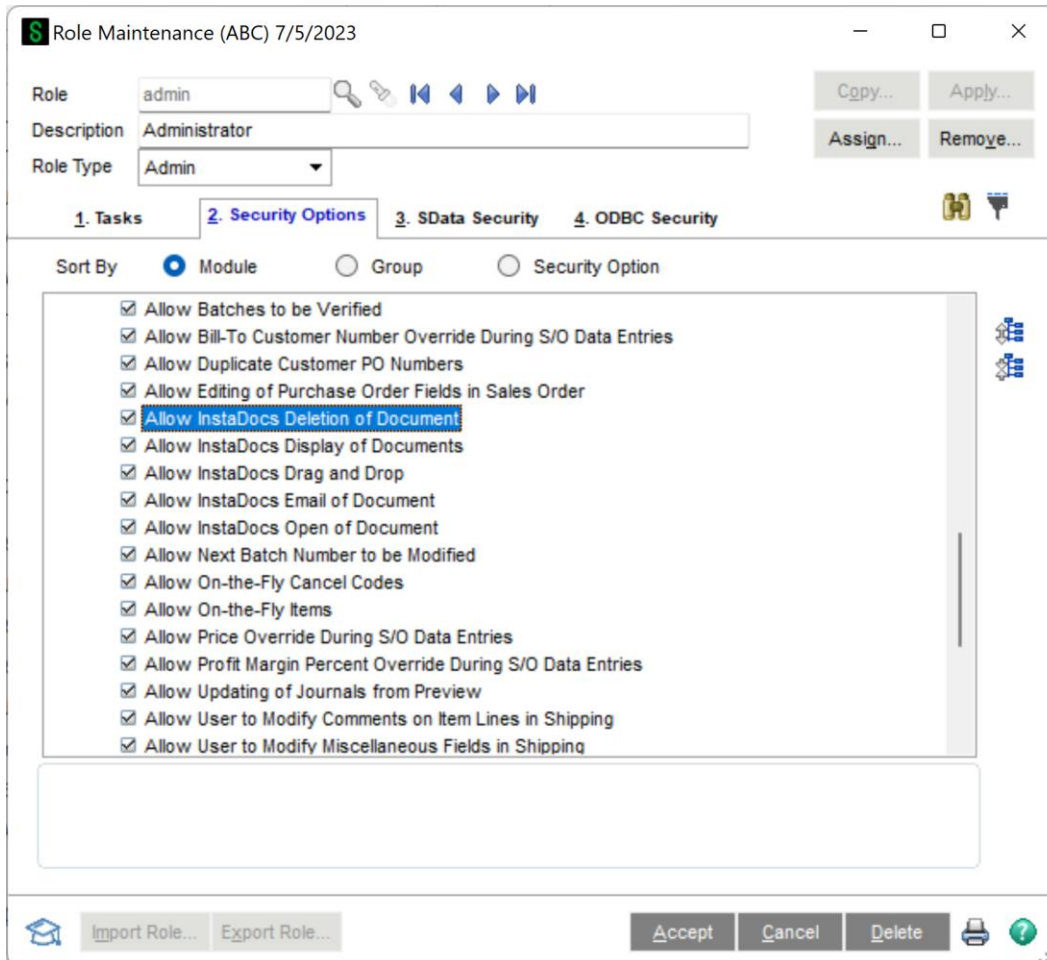 S Role Maintenance (ABC) 7/5/2023
Role admin Copy... Apply...
Description Administrator Assign... Remove...
Role Type Admin
1. Tasks 2. Security Options 3. SData Security 4. ODBC Security
Sort By Module Group Security Option
Allow Batches to be Verified
Allow Bill-To Customer Number Override During S/O Data Entries
Allow Duplicate Customer PO Numbers
Allow Editing of Purchase Order Fields in Sales Order
Allow InstaDocs Deletion of Document
Allow InstaDocs Display of Documents
Allow InstaDocs Drag and Drop
Allow InstaDocs Email of Document
Allow InstaDocs Open of Document
Allow Next Batch Number to be Modified
Allow On-the-Fly Cancel Codes
Allow On-the-Fly Items
Allow Price Override During S/O Data Entries
Allow Profit Margin Percent Override During S/O Data Entries
Allow Updating of Journals from Preview
Allow User to Modify Comments on Item Lines in Shipping
Allow User to Modify Miscellaneous Fields in Shipping
Import Role... Export Role... Accept Cancel Delete ?